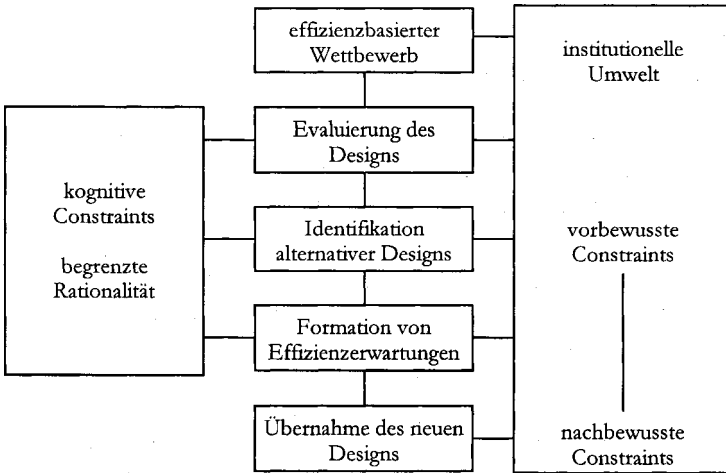 effizienzbasierter
Wettbewerb
institutionelle
Umwelt
Evaluierung des
Designs
kognitive
Constraints
begrenzte
Rationalität
Identifikation
alternativer Designs
vorbewusste
Constraints
Formation von
Effizienzerwartungen
Übernahme des neuen
Designs
nachbewusste
Constraints